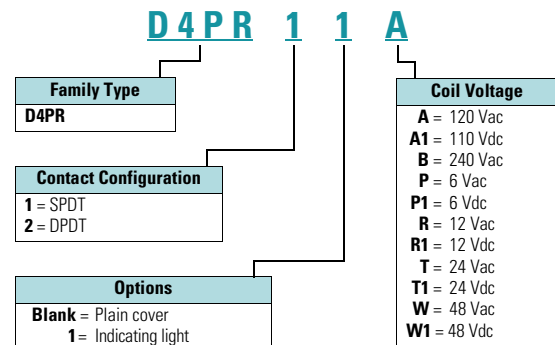 D4PR 1 1 A
Family Type
D4PR
Contact Configuration
1 = SPDT
2 = DPDT
Options
Blank = Plain cover
1 = Indicating light
Coil Voltage
A = 120 Vac
A1 = 110 Vdc
B = 240 Vac
P = 6 Vac
P1 = 6 Vdc
R = 12 Vac
R1 = 12 Vdc
T = 24 Vac
T1 = 24 Vdc
W = 48 Vac
W1 = 48 Vdc